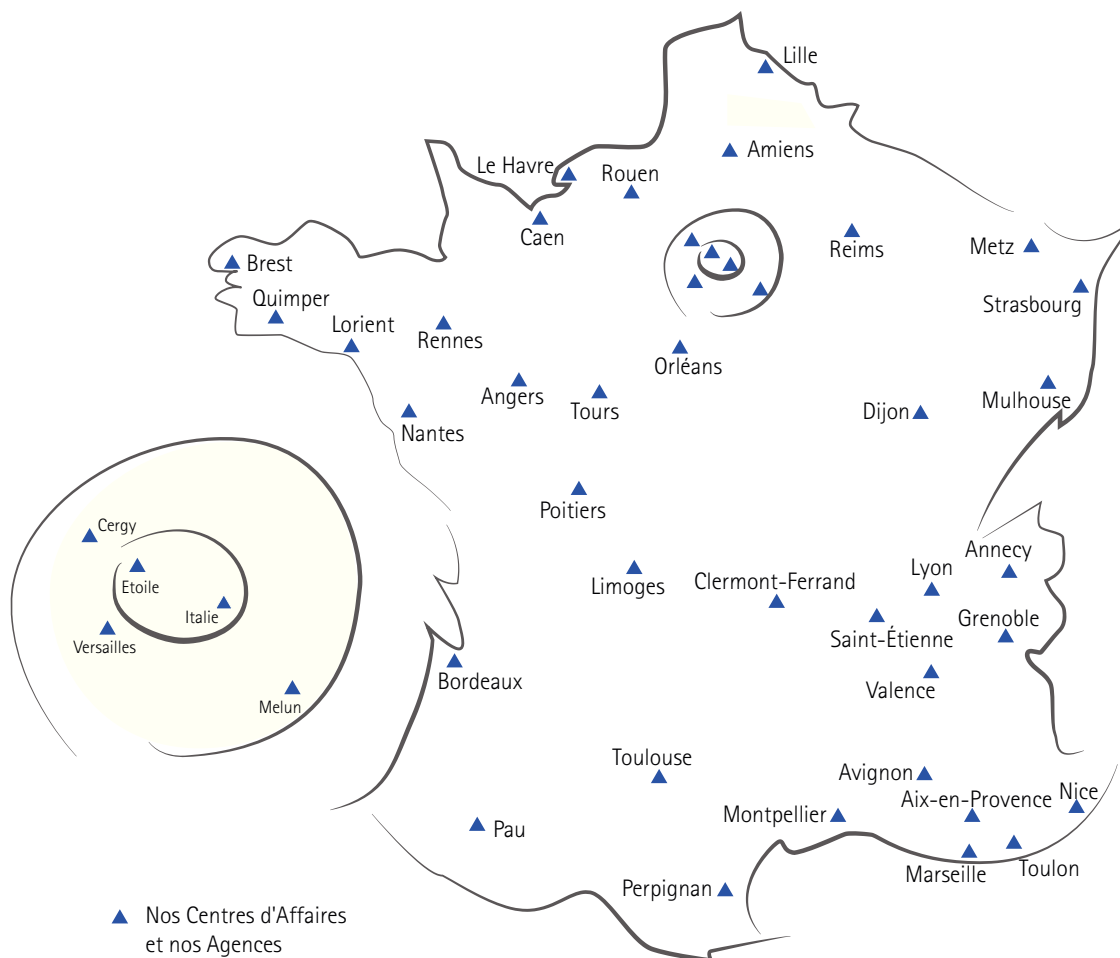 Lille
Amiens
Le Havre
Rouen
Caen
Reims
Metz
Brest
Strasbourg
Quimper
Lorient
Rennes
Orléans
Angers
Tours
Mulhouse
Dijon
Nantes
Poitiers
Cergy
Etoile
Italie
Versailles
Melun
Annecy
Lyon
Limoges
Clermont-Ferrand
Grenoble
Saint-Étienne
Bordeaux
Valence
Toulouse
Avignon
Nice
Aix-en-Provence
Montpellier
Pau
Marseille
Toulon
Perpignan
Nos Centres d'Affaires
et nos Agences